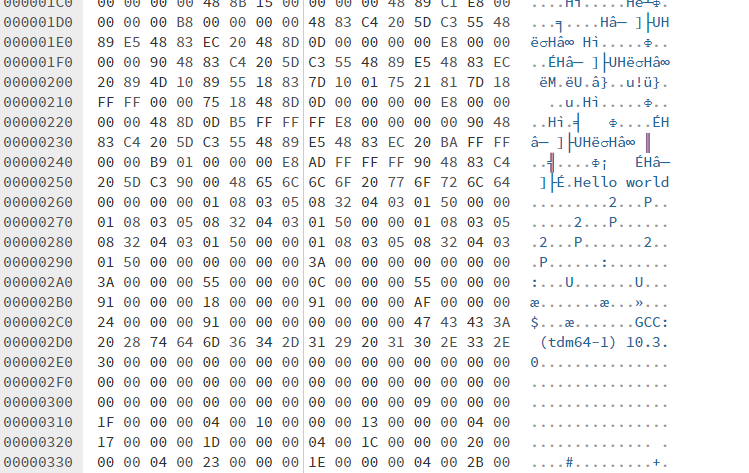 000001C0 00 00 00 00 48 8B 15 00 00 00 00 48 89 C1 E8 00
000001D0 00 00 00 B8 00 00 00 00 48 83 C4 20 5D C3 55 48 ...╕....Hâ─ ]├UH
000001E0 89 E5 48 83 EC 20 48 8D 0D 00 00 00 00 E8 00 00 ëσHâ∞ Hì.....Φ..
000001F0 00 00 90 48 83 C4 20 5D C3 55 48 89 E5 48 83 EC ..ÉHâ─ ]├UHëσHâ∞
00000200 20 89 4D 10 89 55 18 83 7D 10 01 75 21 81 7D 18 ëM.ëU.â}..u!ü}.
00000210 FF FF 00 00 75 18 48 8D 0D 00 00 00 00 E8 00 00 ..u.Hì.....Φ..
00000220 00 00 48 8D 0D B5 FF FF FF E8 00 00 00 00 90 48 ..Hì.╡ Φ....ÉH
00000230 83 C4 20 5D C3 55 48 89 E5 48 83 EC 20 BA FF FF â─ ]├UHëσHâ∞ ║
00000240 00 00 B9 01 00 00 00 E8 AD FF FF FF 90 48 83 C4 ..╣....Φ¡ ÉHâ─
00000250 20 5D C3 90 00 48 65 6C 6C 6F 20 77 6F 72 6C 64 ]├É.Hello world
00000260 00 00 00 00 01 08 03 05 08 32 04 03 01 50 00 00 .........2...P..
00000270 01 08 03 05 08 32 04 03 01 50 00 00 01 08 03 05 .....2...P......
00000280 08 32 04 03 01 50 00 00 01 08 03 05 08 32 04 03 .2...P.......2..
00000290 01 50 00 00 00 00 00 00 3A 00 00 00 00 00 00 00 .P......:.......
000002A0 3A 00 00 00 55 00 00 00 0C 00 00 00 55 00 00 00 :...U.......U...
000002B0 91 00 00 00 18 00 00 00 91 00 00 00 AF 00 00 00 æ.......æ...»...
000002C0 24 00 00 00 91 00 00 00 00 00 00 00 47 43 43 3A $...æ.......GCC:
000002D0 20 28 74 64 6D 36 34 2D 31 29 20 31 30 2E 33 2E (tdm64-1) 10.3.
000002E0 30 00 00 00 00 00 00 00 00 00 00 00 00 00 00 00 0...............
000002F0 00 00 00 00 00 00 00 00 00 00 00 00 00 00 00 00 ................
00000300 00 00 00 00 00 00 00 00 00 00 00 00 09 00 00 00 ................
00000310 1F 00 00 00 04 00 10 00 00 00 13 00 00 00 04 00 ................
00000320 17 00 00 00 1D 00 00 00 04 00 1C 00 00 00 20 00 .............. .
00000330 00 00 04 00 23 00 00 00 1E 00 00 00 04 00 2B 00 ....#.........+.